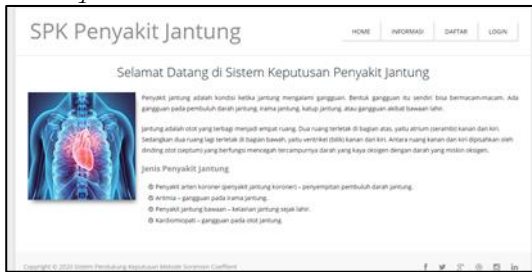 SPK Penyakit Jantung
HOME INFORMASI DAFTAR LOGIN
Selamat Datang di Sistem Keputusan Penyakit Jantung
Penyakit jantung adalah kondisi ketika jantung mengalami gangguan. Bentuk gangguan itu sendiri bisa bermacam-macam. Ada
gangguan pada pembuluh darah jantung, irama jantung, katup jantung, atau gangguan akibat bawaan lahir.
Jantung adalah otot yang terbagi menjadi empat ruang. Dua ruang terletak di bagian atas, yaitu atrium (serambi) kanan dan kiri.
Sedangkan dua ruang lagi terletak di bagian bawah, yaitu ventrikel (bilik) kanan dan kiri. Antara ruang kanan dan kiri dipisahkan oleh
dinding otot (septum) yang berfungsi mencegah tercampurnya darah yang kaya oksigen dengan darah yang miskin oksigen.
Jenis Penyakit Jantung
Penyakit arteri koroner (penyakit jantung koroner) – penyempitan pembuluh darah jantung.
Aritmia – gangguan pada irama jantung.
Penyakit jantung bawaan – kelainan jantung sejak lahir.
Kardiomiopati – gangguan pada otot jantung.
Copyright © 2020 Sistem Pendukung Keputusan Metode Sorensen Coeffient